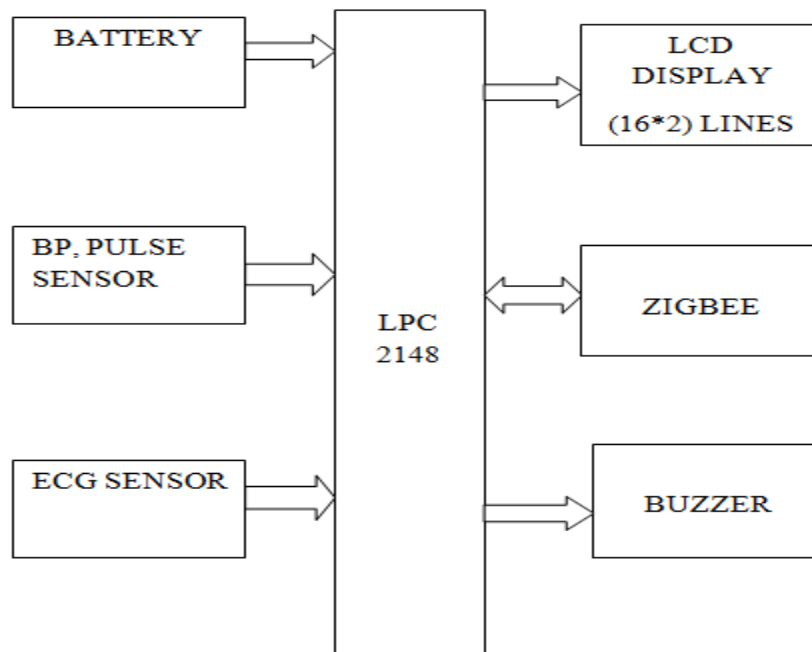 BATTERY
LCD
DISPLAY
(16*2) LINES
BP, PULSE
SENSOR
LPC
2148
ZIGBEE
ECG SENSOR
BUZZER